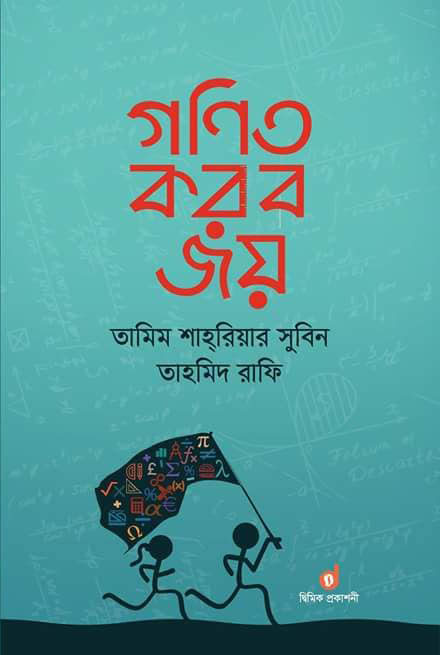 গণিত
করব
জয়
তামিম শাহ্‌রিয়ার সুবিন
তাহমিদ রাফি
দ্বিমিক প্রকাশনী